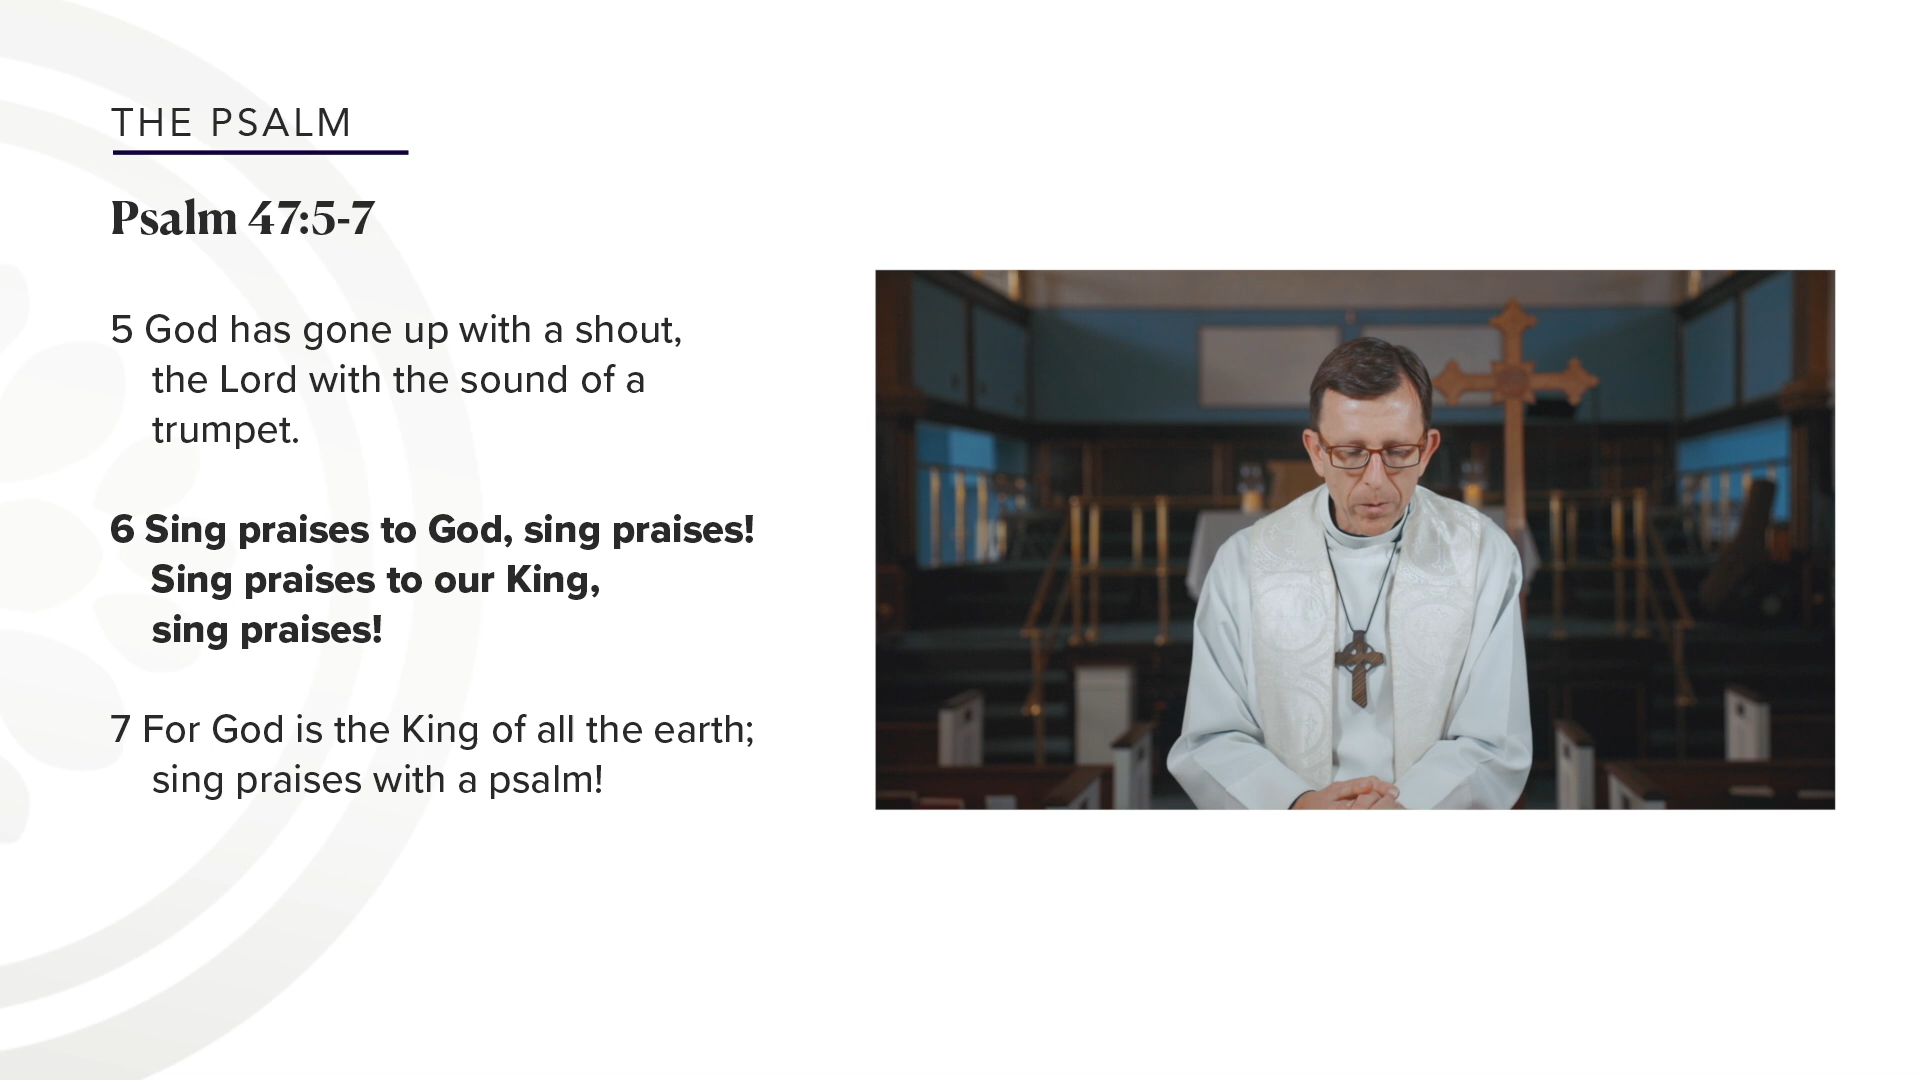 THE PSALM
Psalm 47:5-7
5 God has gone up with a shout,
the Lord with the sound of a
trumpet.
6 Sing praises to God, sing praises!
Sing praises to our King,
sing praises!
7 For God is the King of all the earth;
sing praises with a psalm!